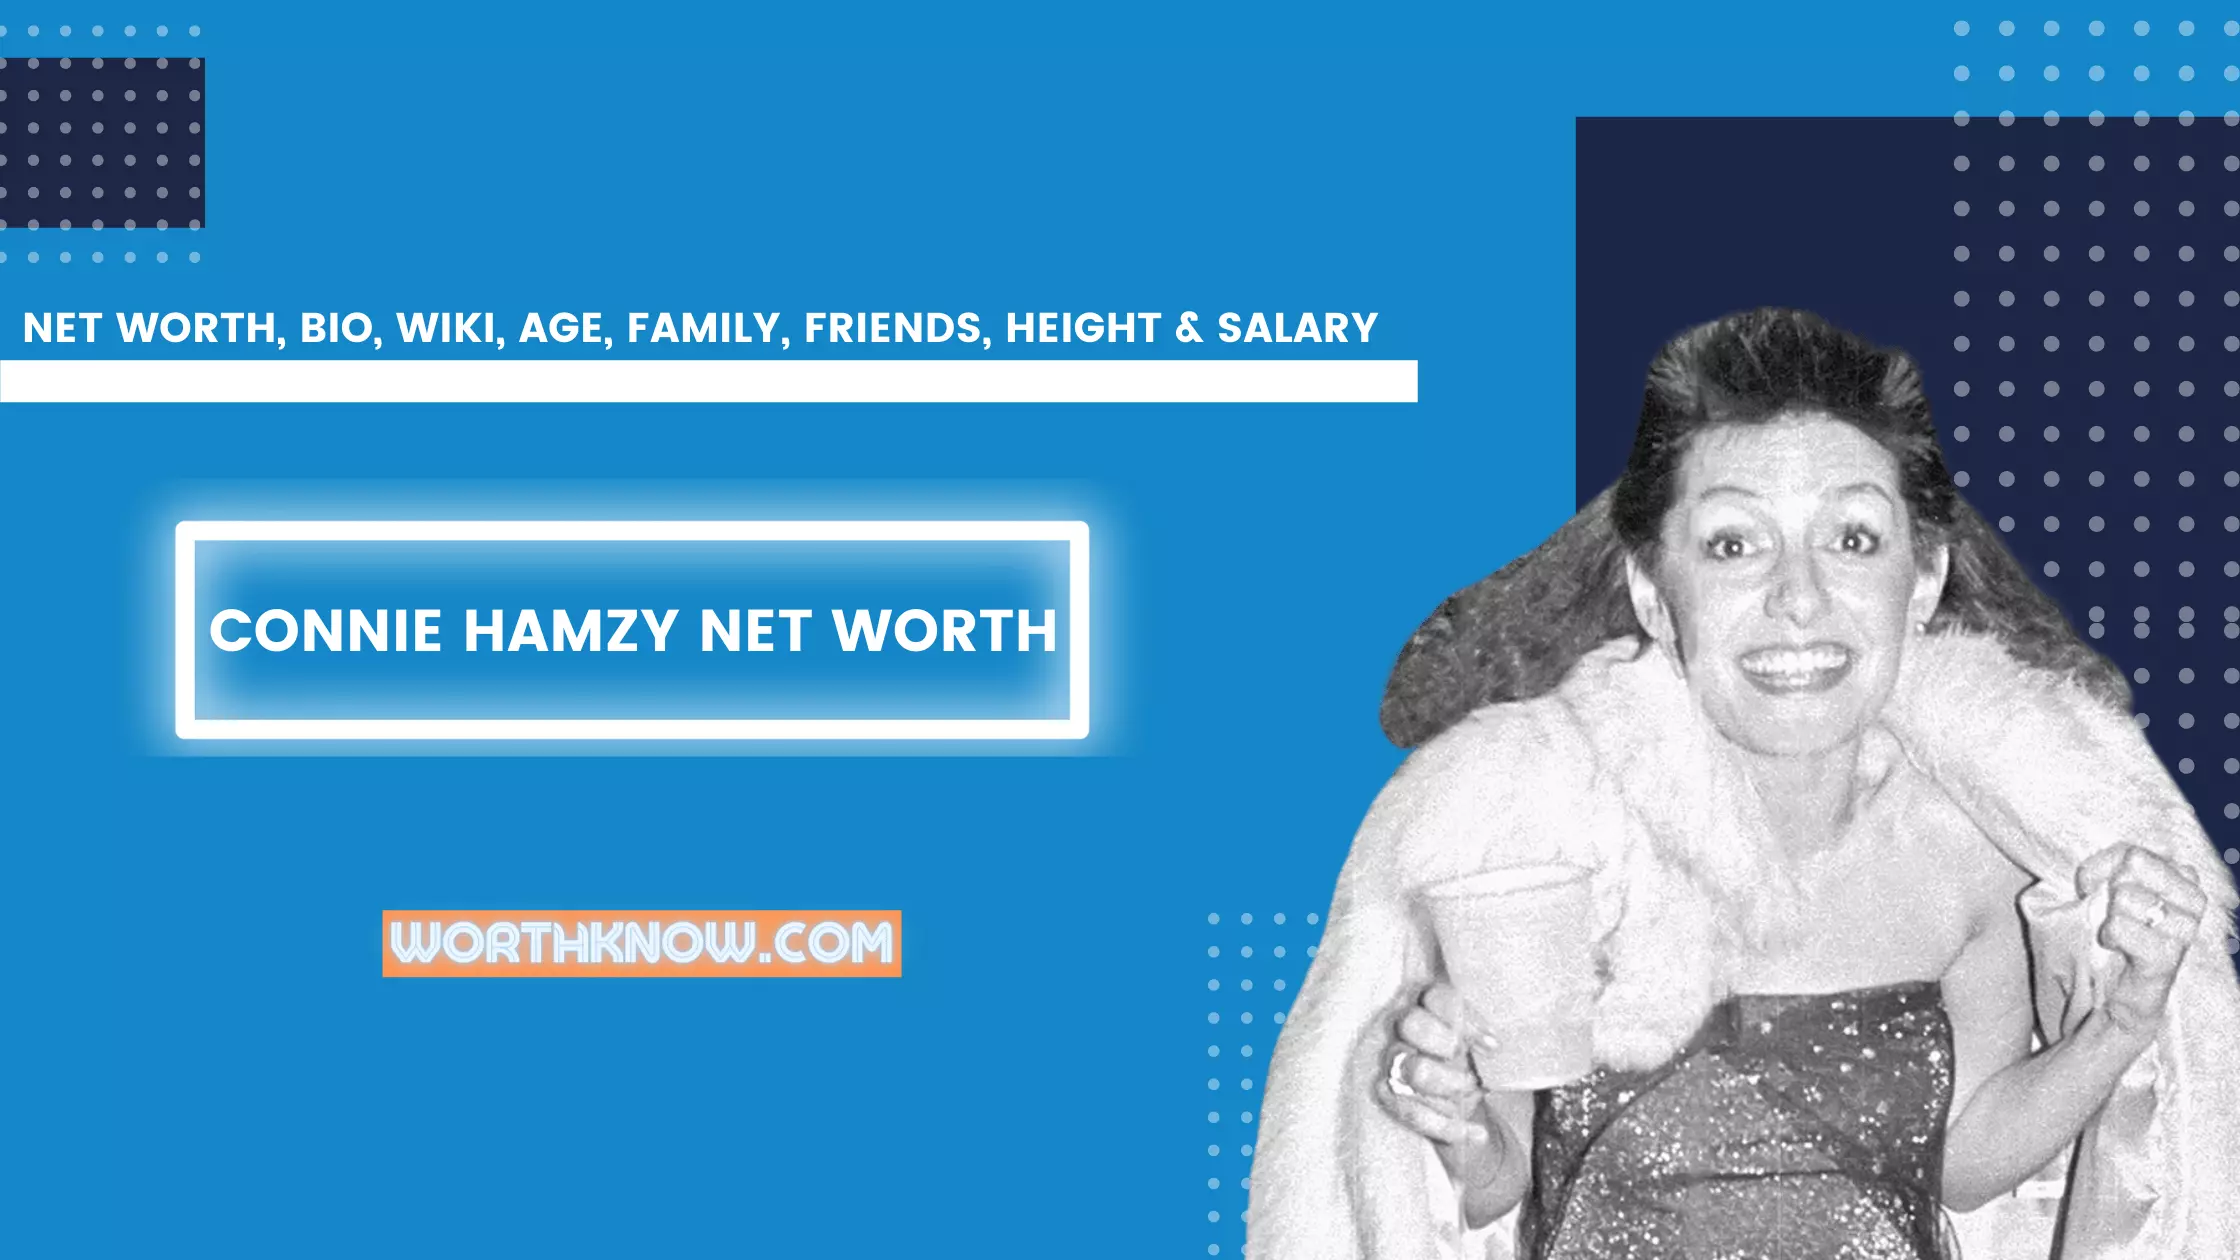 NET WORTH, BIO, WIKI, AGE, FAMILY, FRIENDS, HEIGHT & SALARY
CONNIE HAMZY NET WORTH
WORTHKNOW.COM